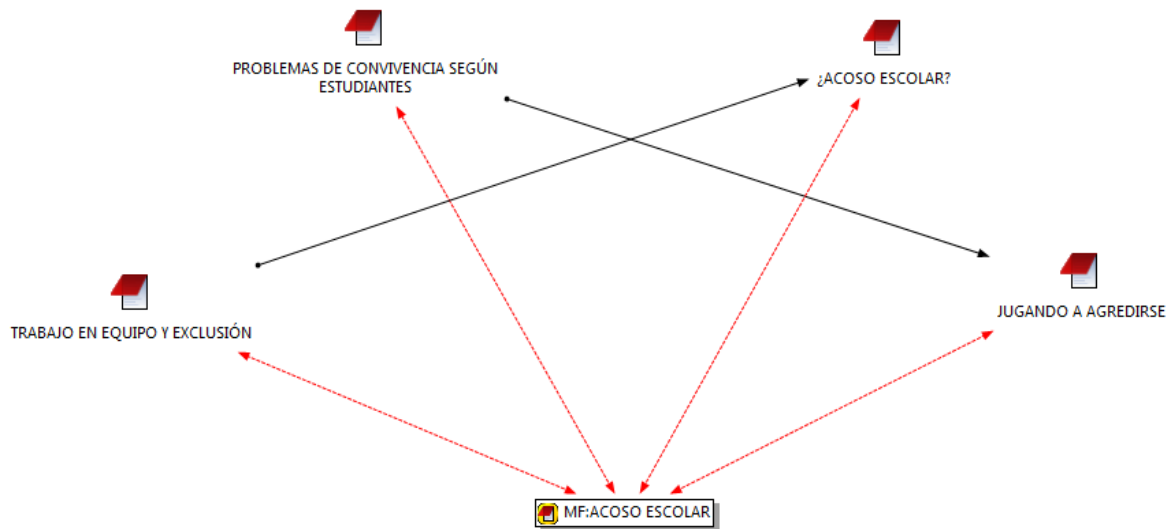 PROBLEMAS DE CONVIVENCIA SEGÚN
ESTUDIANTES
¿ACOSO ESCOLAR?
TRABAJO EN EQUIPO Y EXCLUSIÓN
JUGANDO A AGREDIRSE
MF:ACOSO ESCOLAR